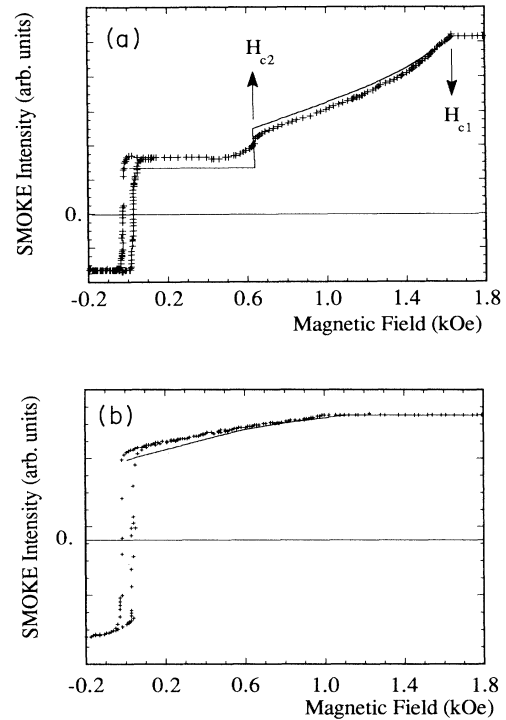 (a)
H_c2
H_c1
SMOKE Intensity (arb. units)
0.
-0.2 0.2 0.6 1.0 1.4 1.8
Magnetic Field (kOe)
(b)
SMOKE Intensity (arb. units)
0.
-0.2 0.2 0.6 1.0 1.4 1.8
Magnetic Field (kOe)